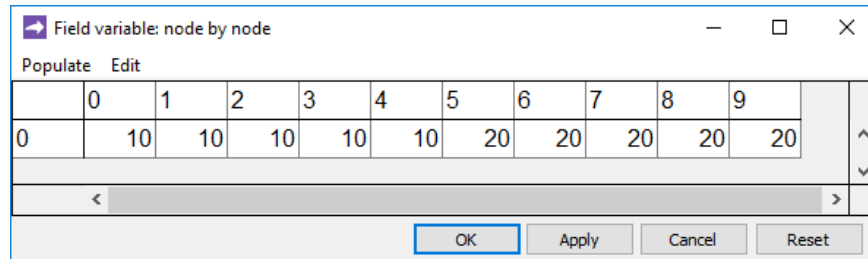 Field variable: node by node
Populate Edit
0 1 2 3 4 5 6 7 8 9
0 10 10 10 10 10 20 20 20 20 20
OK Apply Cancel Reset